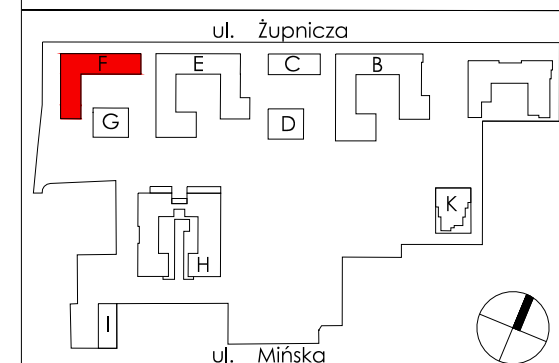 ul. Żupnicza
F E C B
G D
K
H
I
ul. Mińska